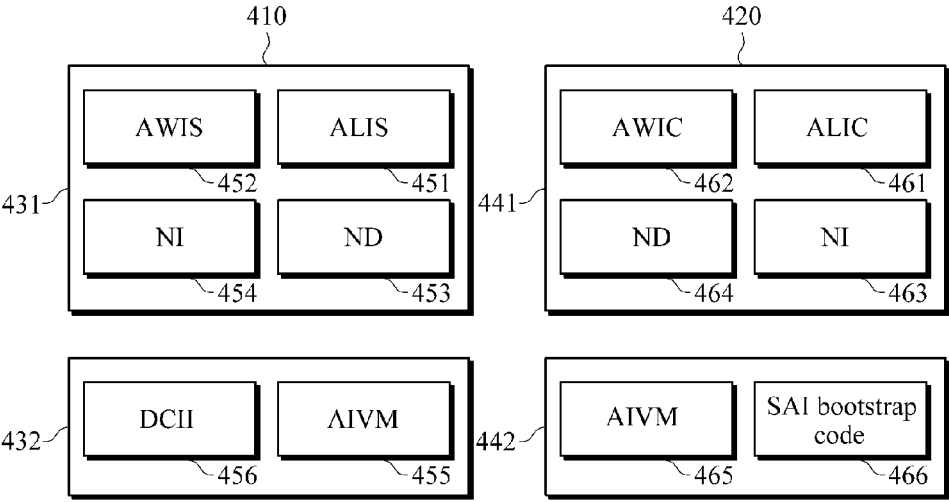 410 420
AWIS ALIS AWIC ALIC
452 451 462 461
431 441
NI ND ND NI
454 453 464 463
DCII AIVM AIVM SAI bootstrap
code
432 442
456 455 465 466